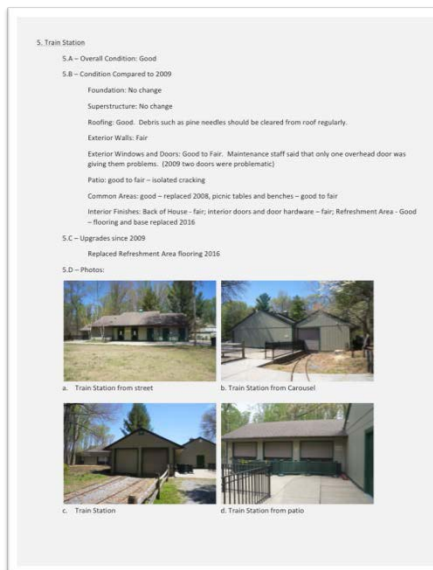 5. Train Station
5.A – Overall Condition: Good
5.B – Condition Compared to 2009
Foundation: No change
Superstructure: No change
Roofing: Good.  Debris such as pine needles should be cleared from roof regularly.
Exterior Walls: Fair
Exterior Windows and Doors: Good to Fair.  Maintenance staff said that only one overhead door was
giving them problems.  (2009 two doors were problematic)
Patio: good to fair – isolated cracking
Common Areas: good – replaced 2008, picnic tables and benches – good to fair
Interior Finishes: Back of House - fair; interior doors and door hardware – fair; Refreshment Area - Good
– flooring and base replaced 2016
5.C – Upgrades since 2009
Replaced Refreshment Area flooring 2016
5.D – Photos:
a. Train Station from street
b. Train Station from Carousel
c. Train Station
d. Train Station from patio